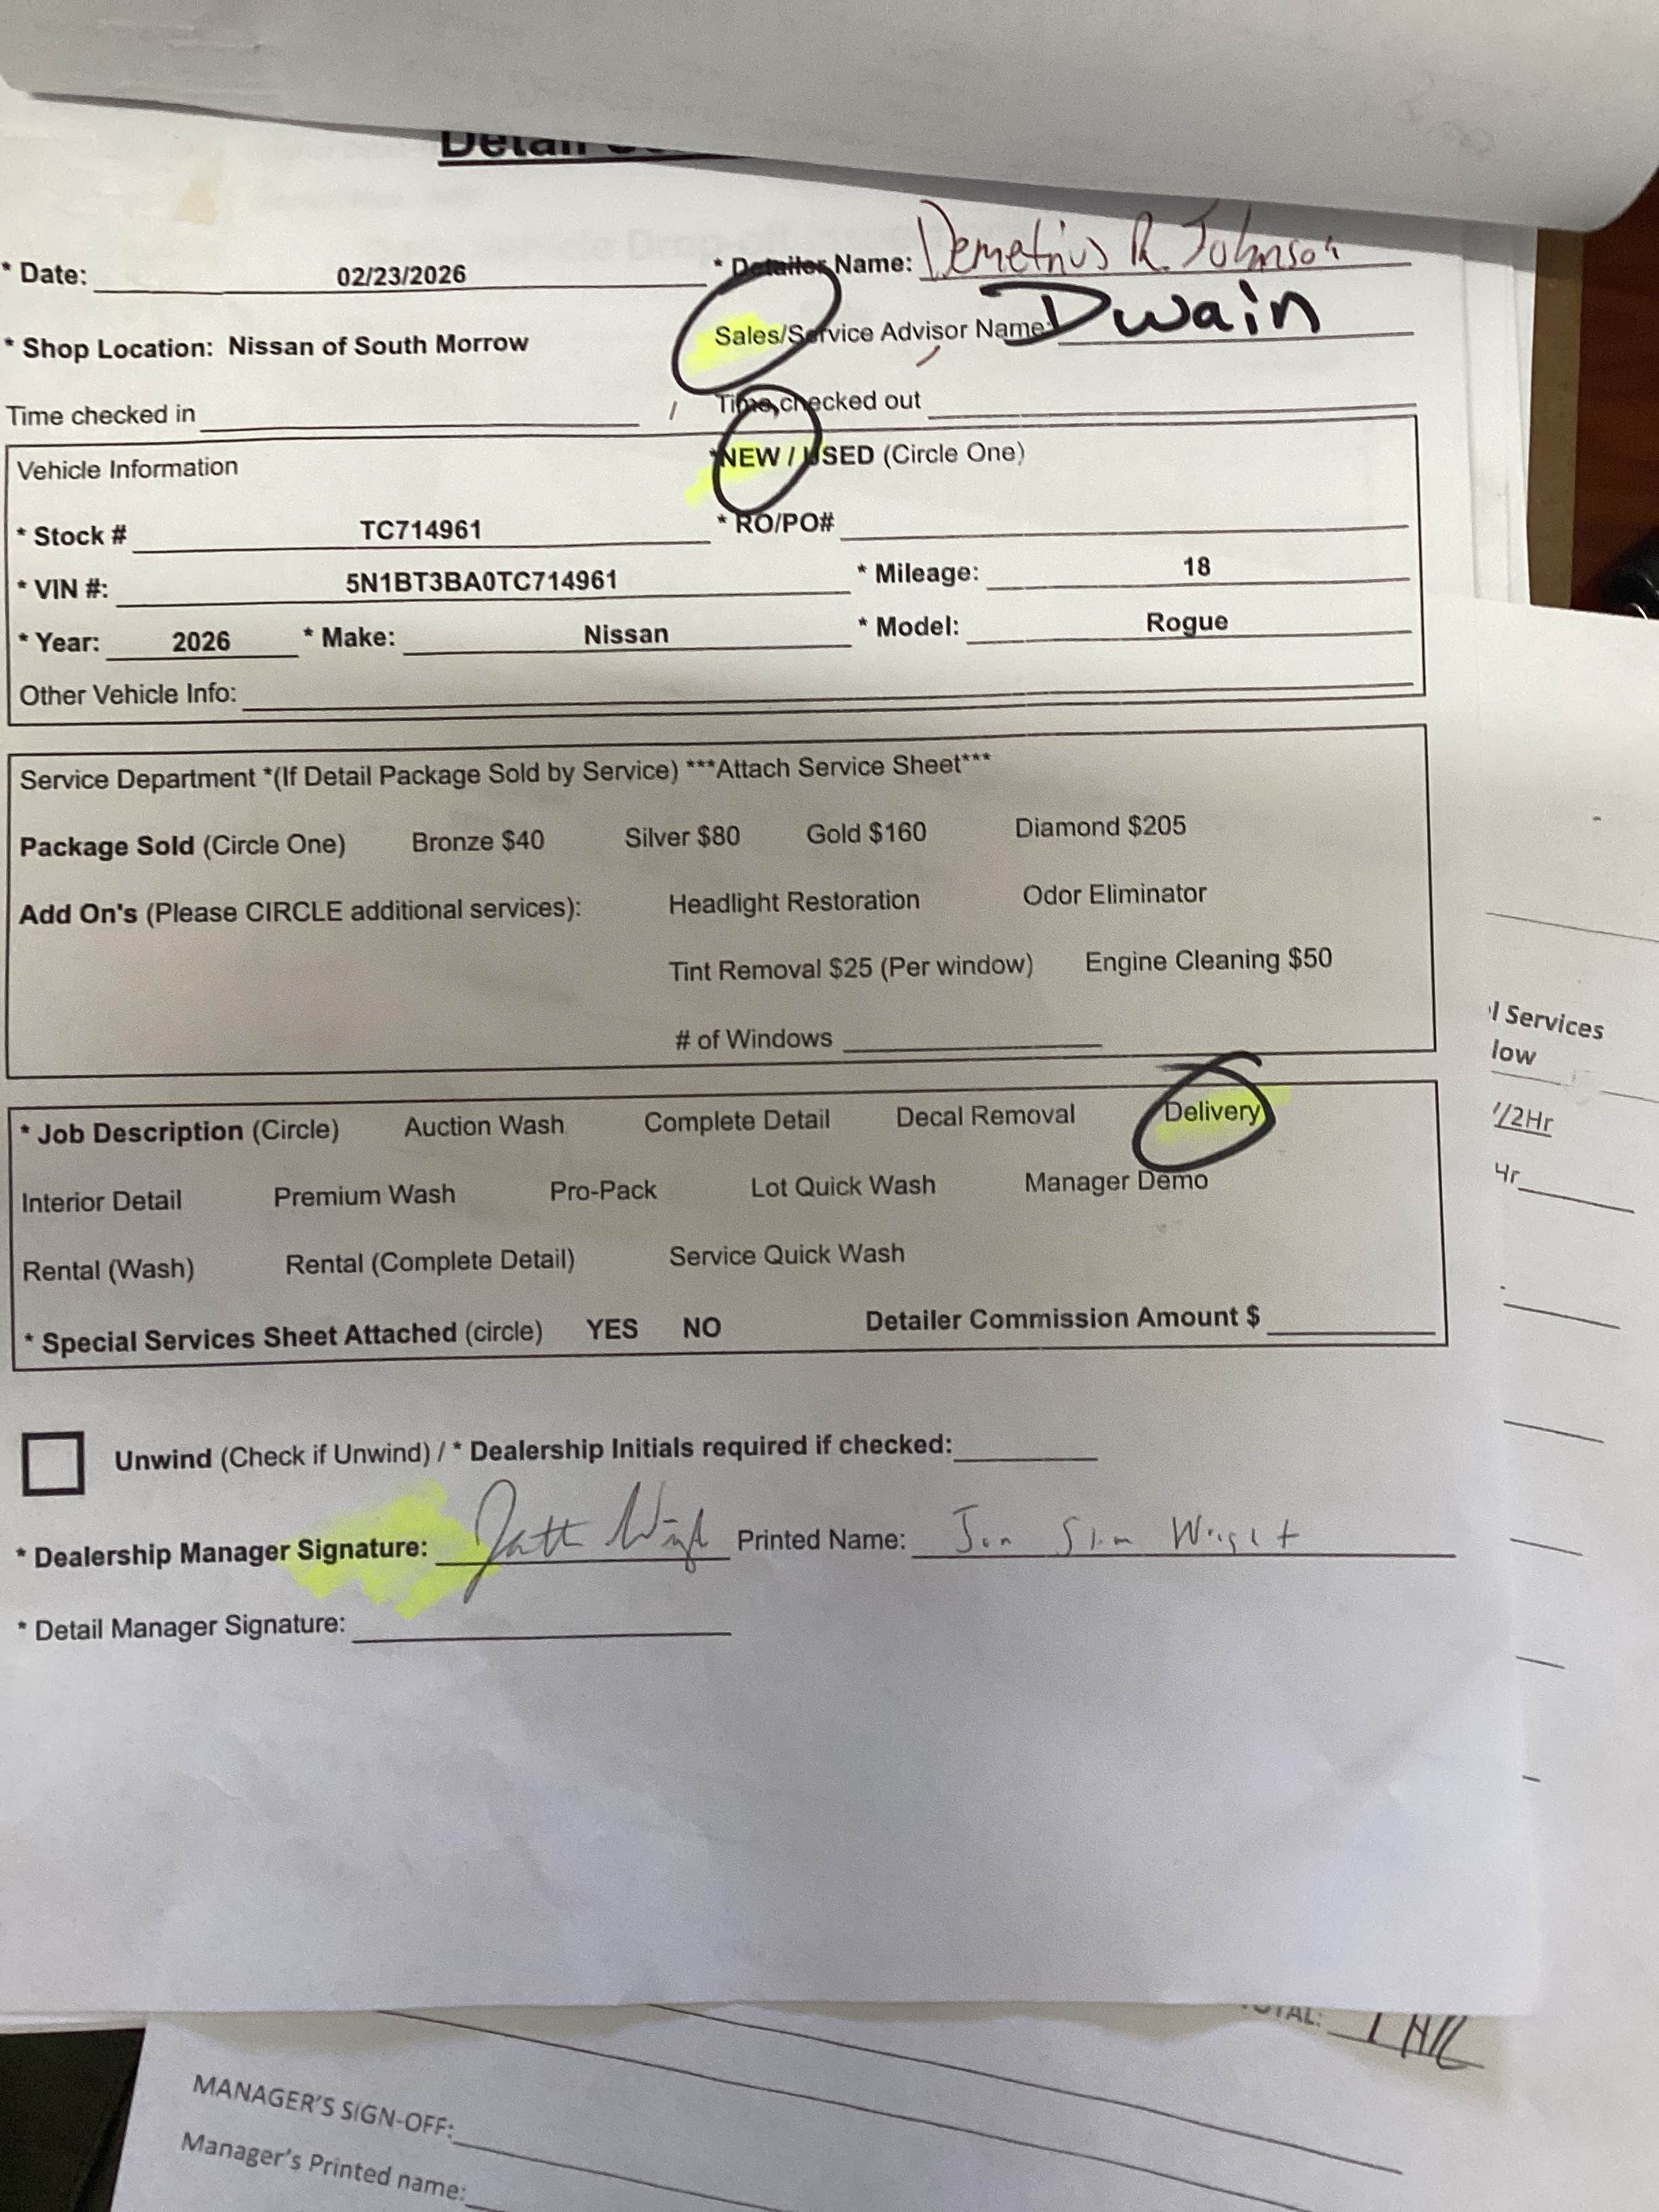 Detail
* Date: 02/23/2026 * Detailer Name: Demetrius R. Johnson
* Shop Location: Nissan of South Morrow Sales/Service Advisor Name: Dwain
Time checked in / Time checked out
Vehicle Information *NEW / USED (Circle One)
* Stock # TC714961 * RO/PO#
* VIN #: 5N1BT3BA0TC714961 * Mileage: 18
* Year: 2026 * Make: Nissan * Model: Rogue
Other Vehicle Info:
Service Department *(If Detail Package Sold by Service) ***Attach Service Sheet***
Package Sold (Circle One) Bronze $40 Silver $80 Gold $160 Diamond $205
Add On's (Please CIRCLE additional services): Headlight Restoration Odor Eliminator
Tint Removal $25 (Per window) Engine Cleaning $50
# of Windows
* Job Description (Circle) Auction Wash Complete Detail Decal Removal Delivery
Interior Detail Premium Wash Pro-Pack Lot Quick Wash Manager Demo
Rental (Wash) Rental (Complete Detail) Service Quick Wash
* Special Services Sheet Attached (circle) YES NO Detailer Commission Amount $
Unwind (Check if Unwind) / * Dealership Initials required if checked:
* Dealership Manager Signature: Printed Name: Jon Slim Wright
* Detail Manager Signature:
l Services
low
1/2Hr
Hr
TOTAL: 1 HR
MANAGER'S SIGN-OFF:
Manager's Printed name: